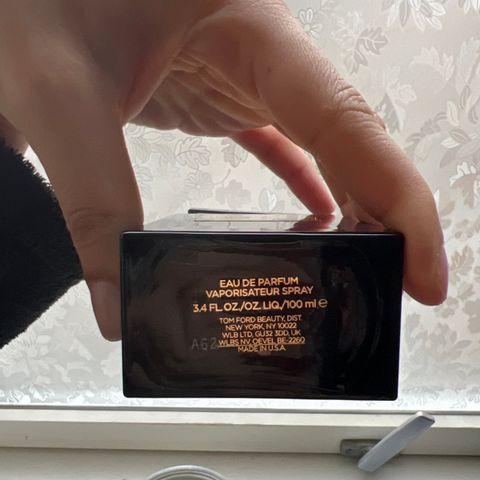 EAU DE PARFUM
VAPORISATEUR SPRAY
3.4 FL.OZ./OZ.LIQ./100 ml ℮
TOM FORD BEAUTY, DIST.
NEW YORK, NY 10022
WLB LTD, GU32 3DD, UK
WLBS NV, OEVEL BE-2260
MADE IN U.S.A.
A62